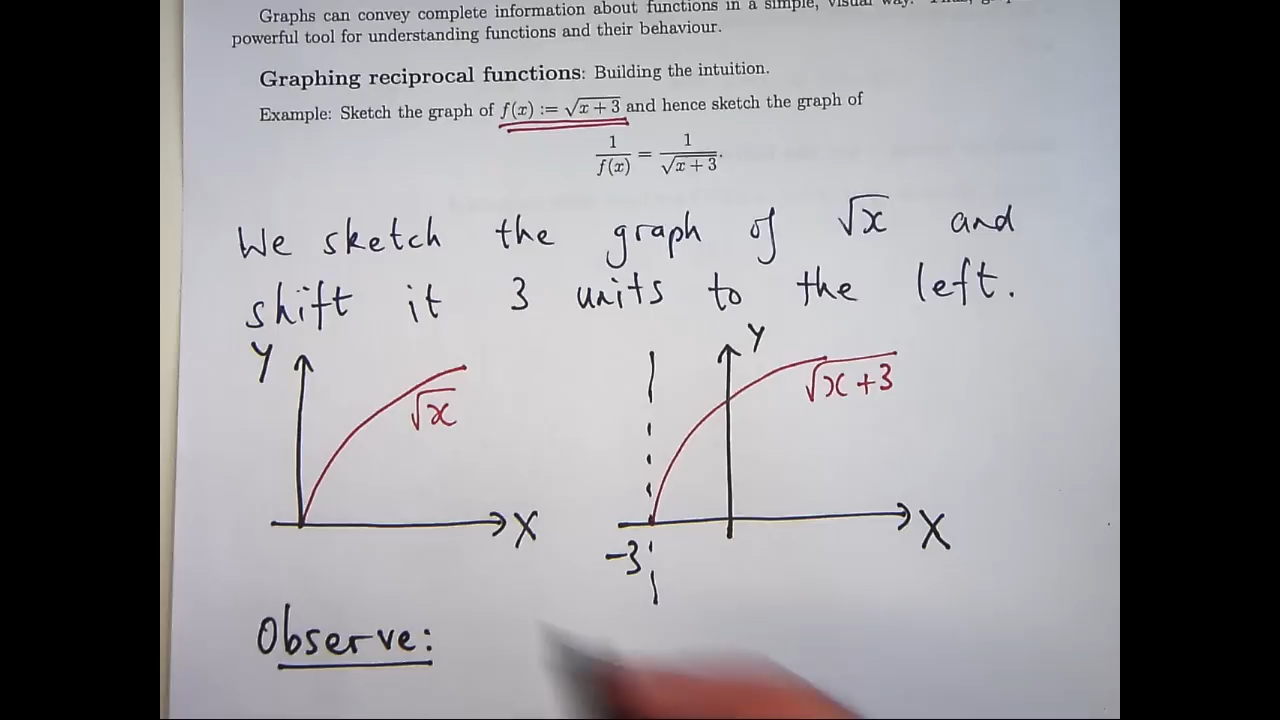 Graphs can convey complete information about functions in a simple, visual way.
powerful tool for understanding functions and their behaviour.
Graphing reciprocal functions: Building the intuition.
Example: Sketch the graph of f(x) := √x + 3 and hence sketch the graph of
1/f(x) = 1/√x + 3.
We sketch the graph of √x and
shift it 3 units to the left.
Y
√x
X
Y
√x+3
X
-3
Observe: